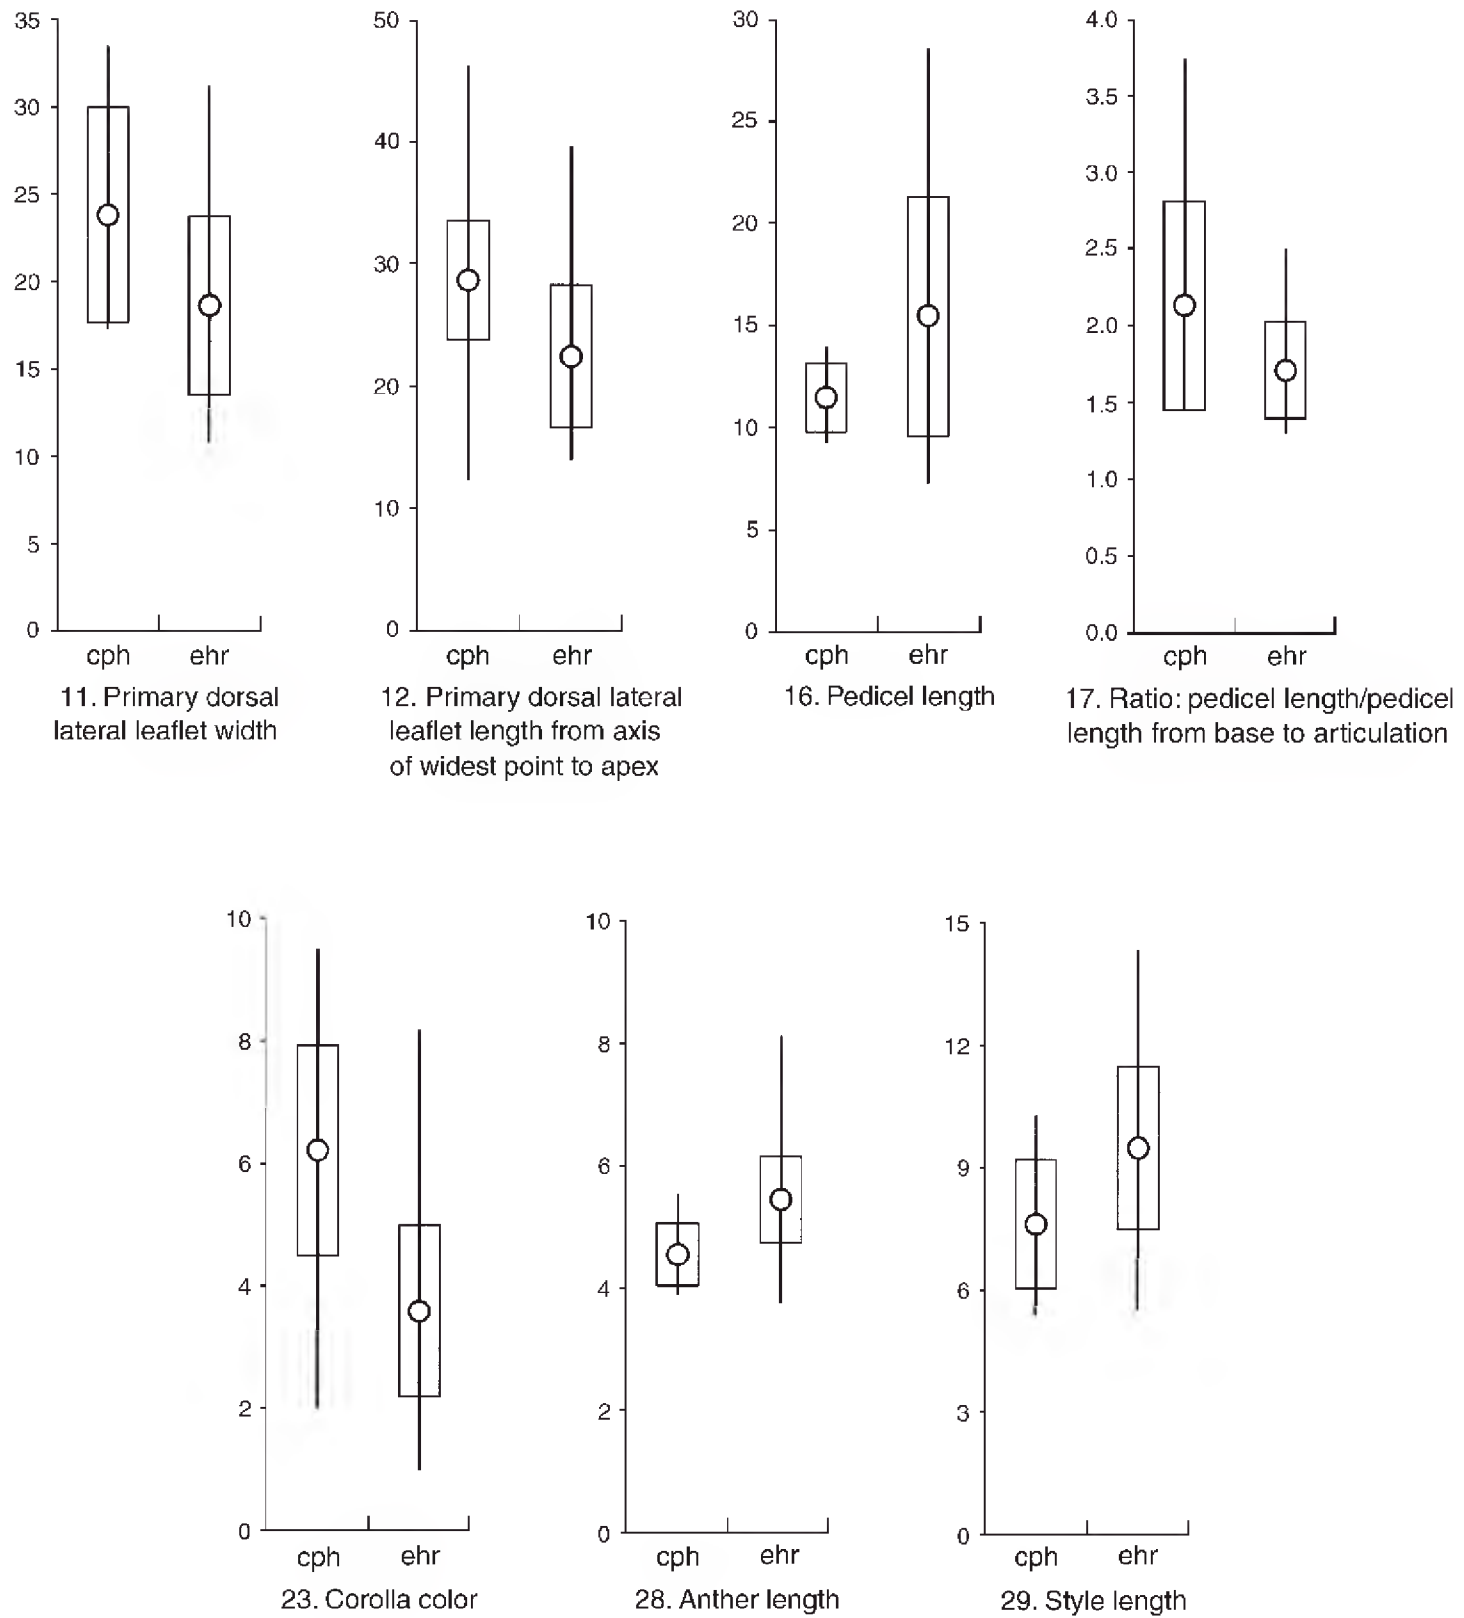 35
30
25
20
15
10
5
0
cph ehr
11. Primary dorsal
lateral leaflet width
50
40
30
20
10
0
cph ehr
12. Primary dorsal lateral
leaflet length from axis
of widest point to apex
30
25
20
15
10
5
0
cph ehr
16. Pedicel length
4.0
3.5
3.0
2.5
2.0
1.5
1.0
0.5
0.0
cph ehr
17. Ratio: pedicel length/pedicel
length from base to articulation
10
8
6
4
2
0
cph ehr
23. Corolla color
10
8
6
4
2
0
cph ehr
28. Anther length
15
12
9
6
3
0
cph ehr
29. Style length